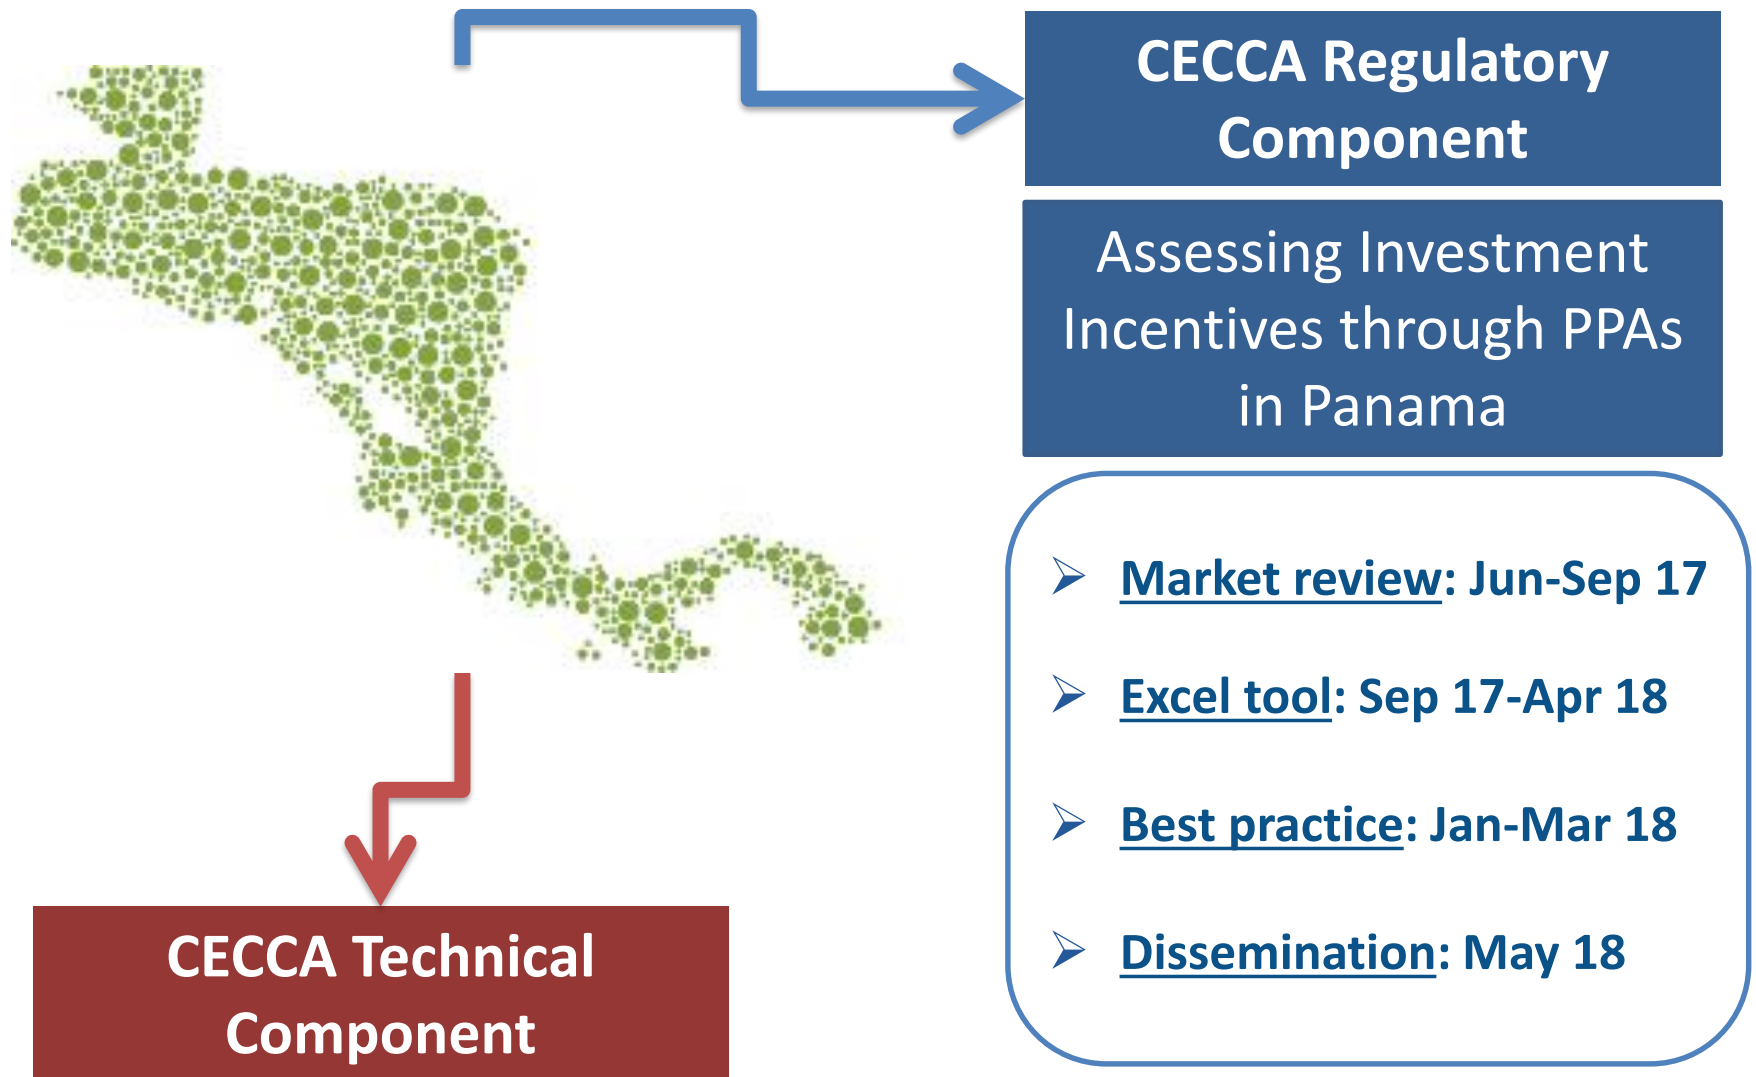 CECCA Regulatory
Component
Assessing Investment
Incentives through PPAs
in Panama
Market review: Jun-Sep 17
Excel tool: Sep 17-Apr 18
Best practice: Jan-Mar 18
Dissemination: May 18
CECCA Technical
Component